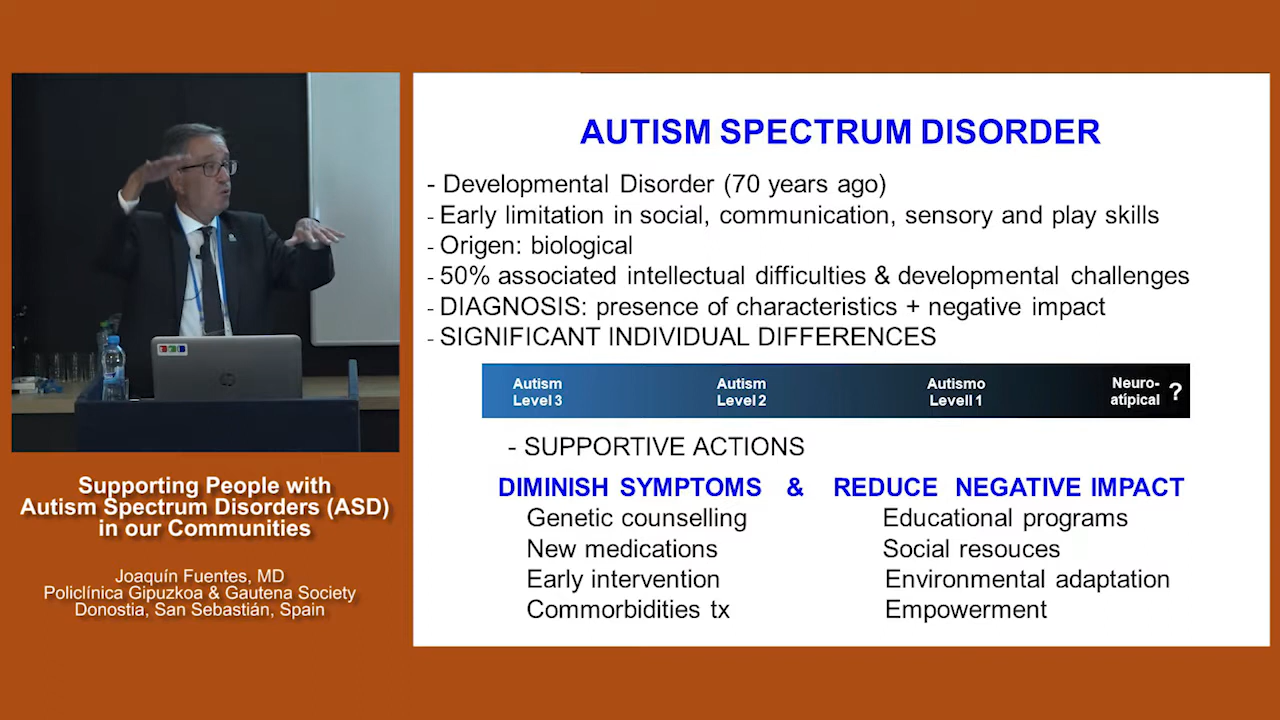 AUTISM SPECTRUM DISORDER
- Developmental Disorder (70 years ago)
- Early limitation in social, communication, sensory and play skills
- Origen: biological
- 50% associated intellectual difficulties & developmental challenges
- DIAGNOSIS: presence of characteristics + negative impact
- SIGNIFICANT INDIVIDUAL DIFFERENCES
Autism Level 3
Autism Level 2
Autismo Levell 1
Neuro-atípical ?
- SUPPORTIVE ACTIONS
DIMINISH SYMPTOMS & REDUCE NEGATIVE IMPACT
Genetic counselling Educational programs
New medications Social resouces
Early intervention Environmental adaptation
Commorbidities tx Empowerment
Supporting People with
Autism Spectrum Disorders (ASD)
in our Communities
Joaquín Fuentes, MD
Policlínica Gipuzkoa & Gautena Society
Donostia, San Sebastián, Spain
hp